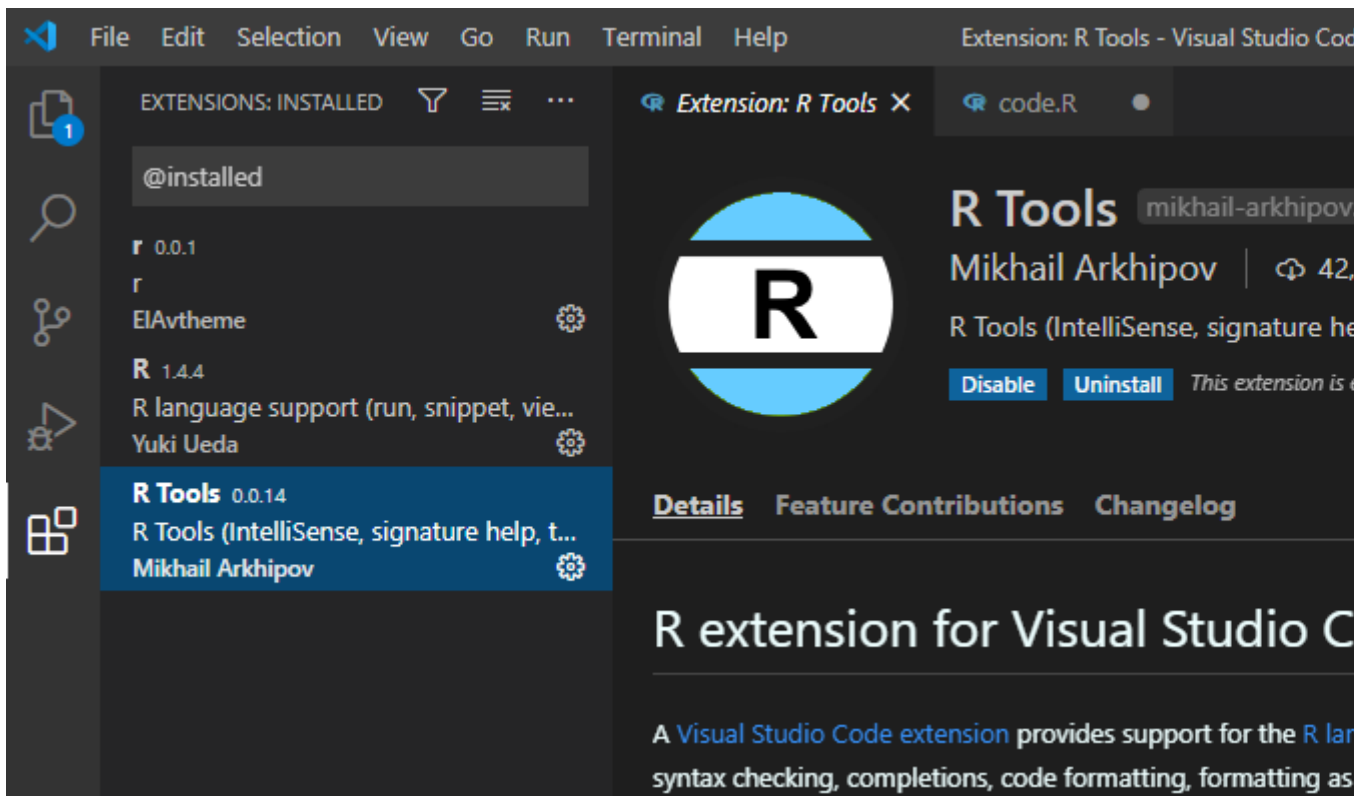 File Edit Selection View Go Run Terminal Help Extension: R Tools - Visual Studio Cod
EXTENSIONS: INSTALLED
@installed
r 0.0.1
r
ElAvtheme
R 1.4.4
R language support (run, snippet, vie...
Yuki Ueda
R Tools 0.0.14
R Tools (IntelliSense, signature help, t...
Mikhail Arkhipov
1
Extension: R Tools
code.R
R
R Tools mikhail-arkhipov.
Mikhail Arkhipov 42,
R Tools (IntelliSense, signature he
Disable Uninstall This extension is e
Details Feature Contributions Changelog
R extension for Visual Studio C
A Visual Studio Code extension provides support for the R lan
syntax checking, completions, code formatting, formatting as